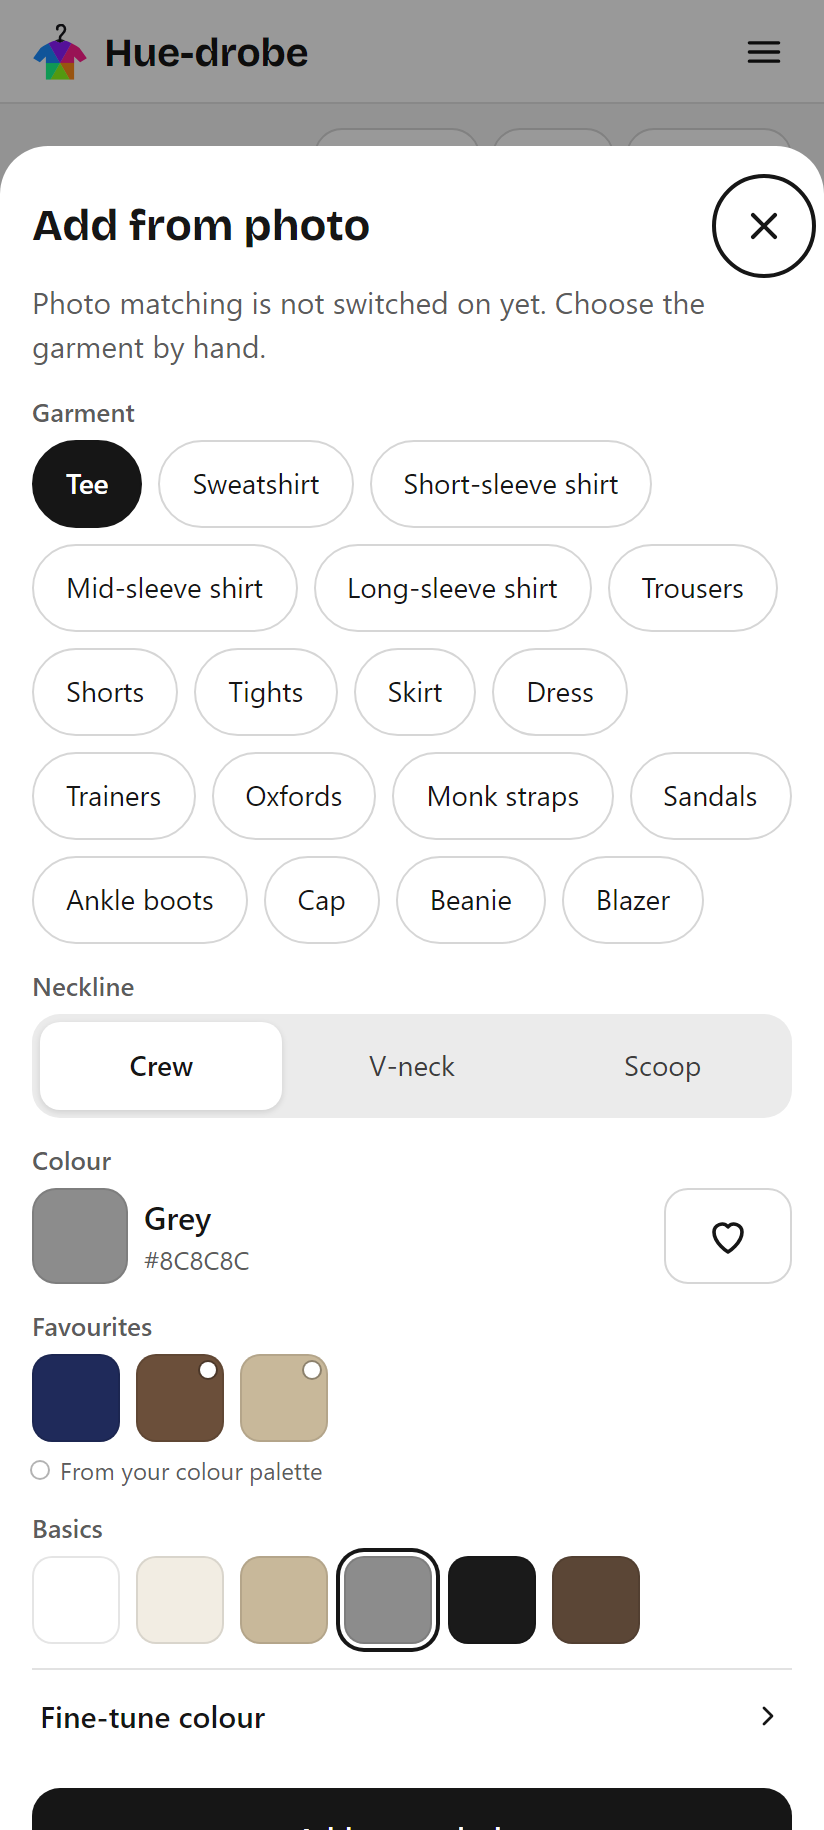 Hue-drobe
Add from photo
Photo matching is not switched on yet. Choose the
garment by hand.
Garment
Tee Sweatshirt Short-sleeve shirt
Mid-sleeve shirt Long-sleeve shirt Trousers
Shorts Tights Skirt Dress
Trainers Oxfords Monk straps Sandals
Ankle boots Cap Beanie Blazer
Neckline
Crew V-neck Scoop
Colour
Grey
#8C8C8C
Favourites
From your colour palette
Basics
Fine-tune colour